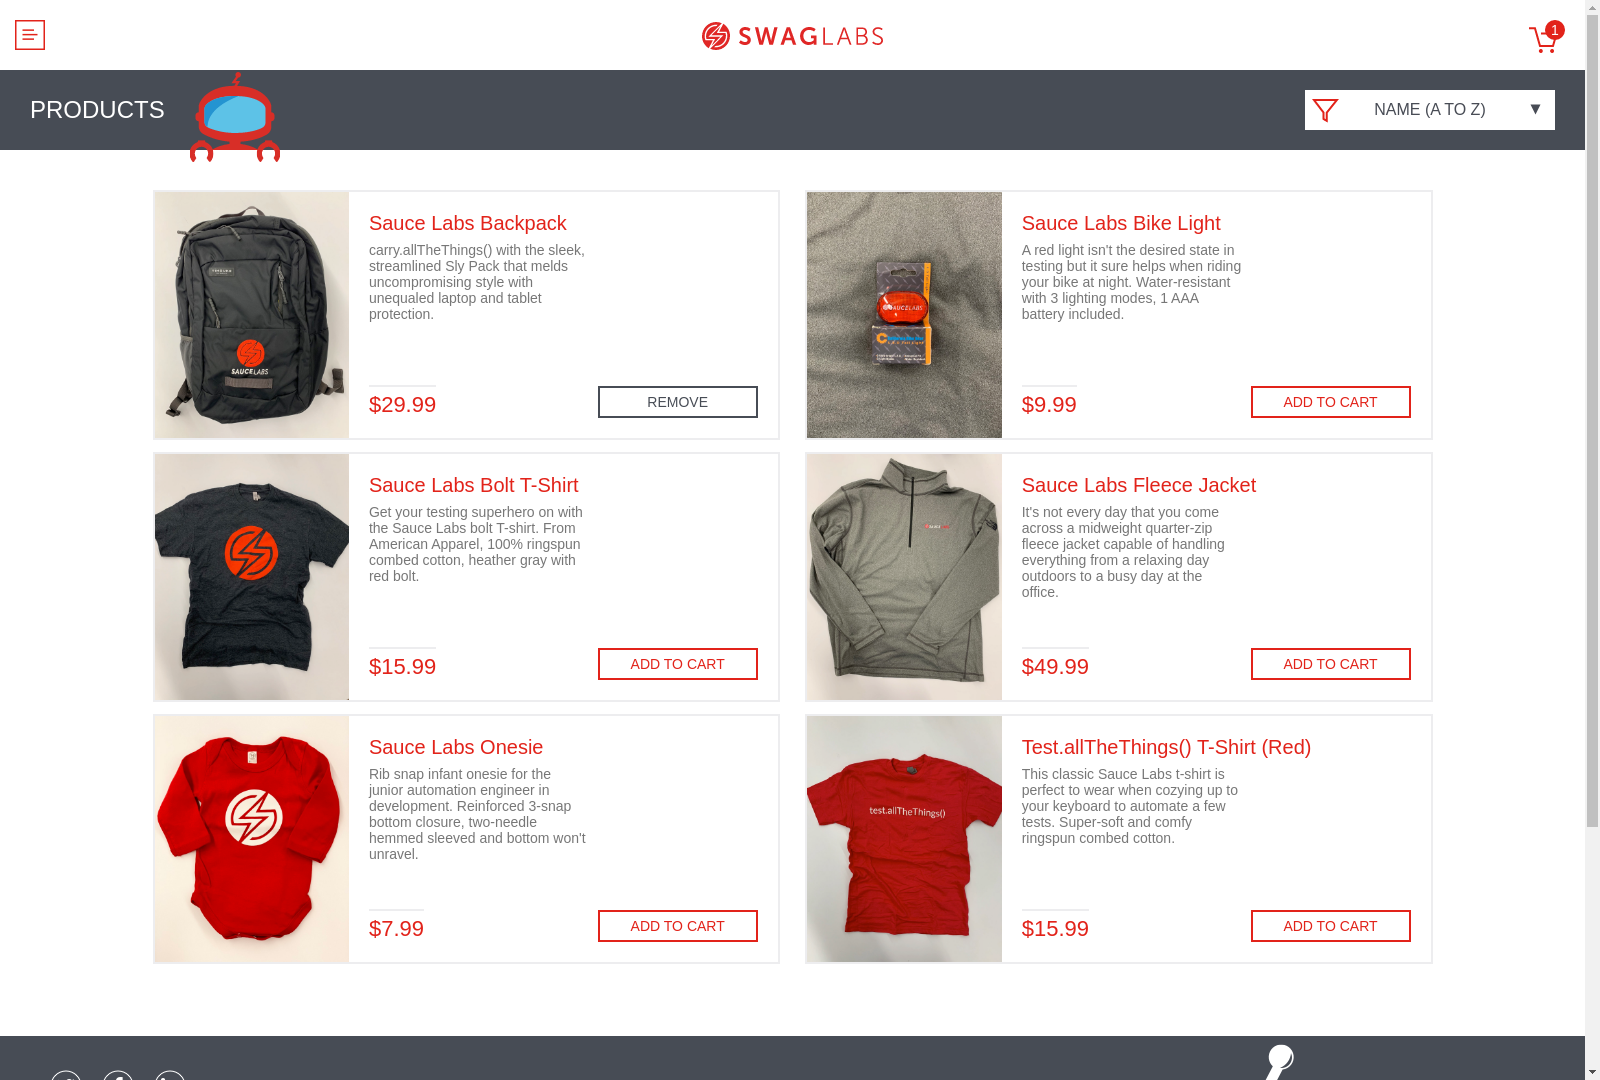 SWAGLABS
1
PRODUCTS
NAME (A TO Z)
Sauce Labs Backpack
carry.allTheThings() with the sleek,
streamlined Sly Pack that melds
uncompromising style with
unequaled laptop and tablet
protection.
$29.99
REMOVE
SAUCELABS
Sauce Labs Bike Light
A red light isn't the desired state in
testing but it sure helps when riding
your bike at night. Water-resistant
with 3 lighting modes, 1 AAA
battery included.
$9.99
ADD TO CART
SAUCELABS
Sauce Labs Bolt T-Shirt
Get your testing superhero on with
the Sauce Labs bolt T-shirt. From
American Apparel, 100% ringspun
combed cotton, heather gray with
red bolt.
$15.99
ADD TO CART
Sauce Labs Fleece Jacket
It's not every day that you come
across a midweight quarter-zip
fleece jacket capable of handling
everything from a relaxing day
outdoors to a busy day at the
office.
$49.99
ADD TO CART
Sauce Labs Onesie
Rib snap infant onesie for the
junior automation engineer in
development. Reinforced 3-snap
bottom closure, two-needle
hemmed sleeved and bottom won't
unravel.
$7.99
ADD TO CART
Test.allTheThings() T-Shirt (Red)
This classic Sauce Labs t-shirt is
perfect to wear when cozying up to
your keyboard to automate a few
tests. Super-soft and comfy
ringspun combed cotton.
$15.99
ADD TO CART
test.allTheThings()